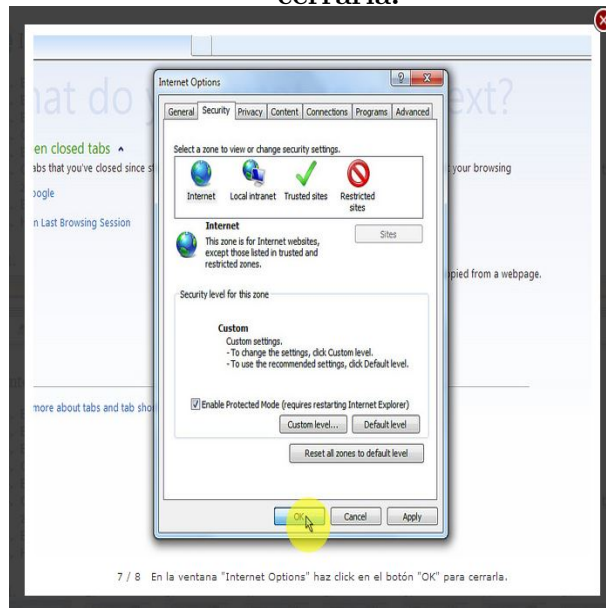 cerrarla.
hat do y ext?
en closed tabs
abs that you've closed since st your browsing
oogle
n Last Browsing Session
opied from a webpage.
more about tabs and tab sho
Internet Options
General Security Privacy Content Connections Programs Advanced
Select a zone to view or change security settings.
Internet Local intranet Trusted sites Restricted
sites
Internet
This zone is for Internet websites,
except those listed in trusted and
restricted zones.
Sites
Security level for this zone
Custom
Custom settings.
- To change the settings, click Custom level.
- To use the recommended settings, click Default level.
Enable Protected Mode (requires restarting Internet Explorer)
Custom level... Default level
Reset all zones to default level
OK Cancel Apply
7 / 8 En la ventana "Internet Options" haz click en el botón "OK" para cerrarla.